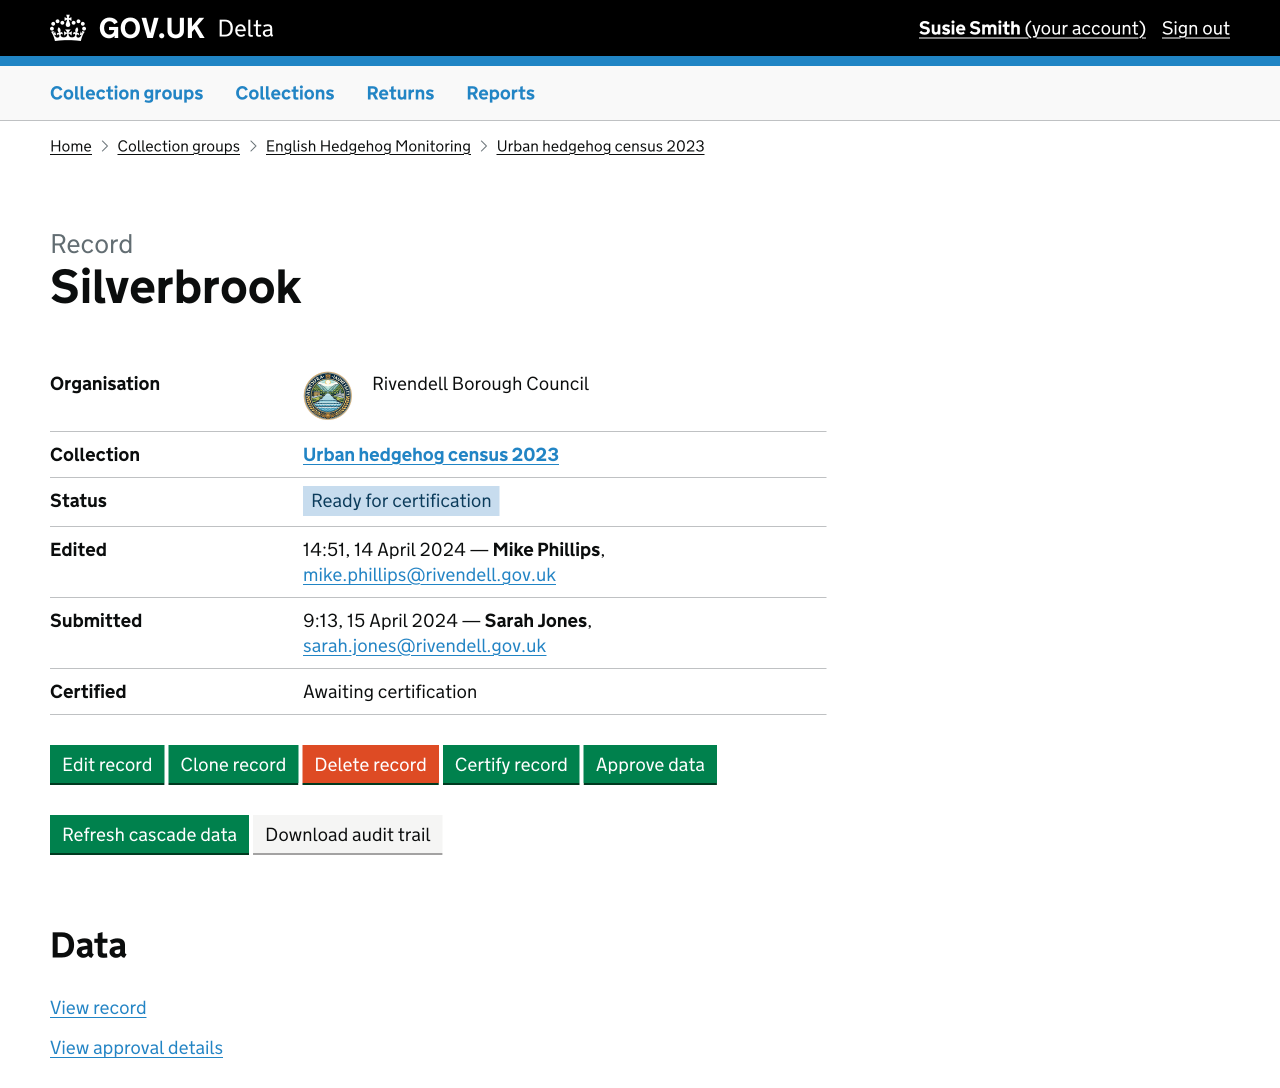 GOV.UK Delta Susie Smith (your account) Sign out
Collection groups Collections Returns Reports
Home Collection groups English Hedgehog Monitoring Urban hedgehog census 2023
Record
Silverbrook
Organisation Rivendell Borough Council
Collection Urban hedgehog census 2023
Status Ready for certification
Edited 14:51, 14 April 2024 — Mike Phillips,
mike.phillips@rivendell.gov.uk
Submitted 9:13, 15 April 2024 — Sarah Jones,
sarah.jones@rivendell.gov.uk
Certified Awaiting certification
Edit record Clone record Delete record Certify record Approve data
Refresh cascade data Download audit trail
Data
View record
View approval details